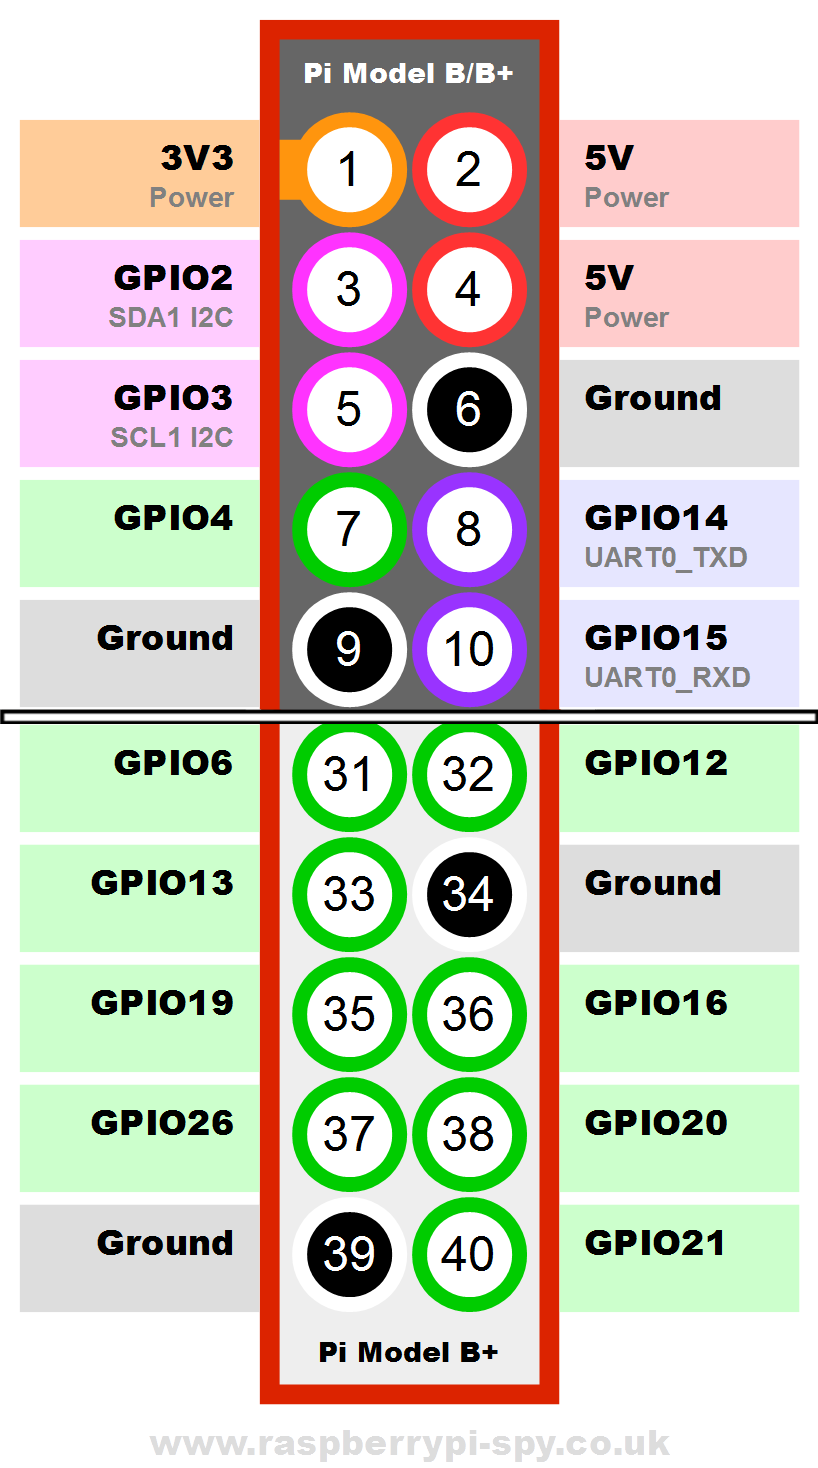 Pi Model B/B+
3V3 1 2 5V
Power Power
GPIO2 3 4 5V
SDA1 I2C Power
GPIO3 5 6 Ground
SCL1 I2C
GPIO4 7 8 GPIO14
UART0_TXD
Ground 9 10 GPIO15
UART0_RXD
GPIO6 31 32 GPIO12
GPIO13 33 34 Ground
GPIO19 35 36 GPIO16
GPIO26 37 38 GPIO20
Ground 39 40 GPIO21
Pi Model B+
www.raspberrypi-spy.co.uk